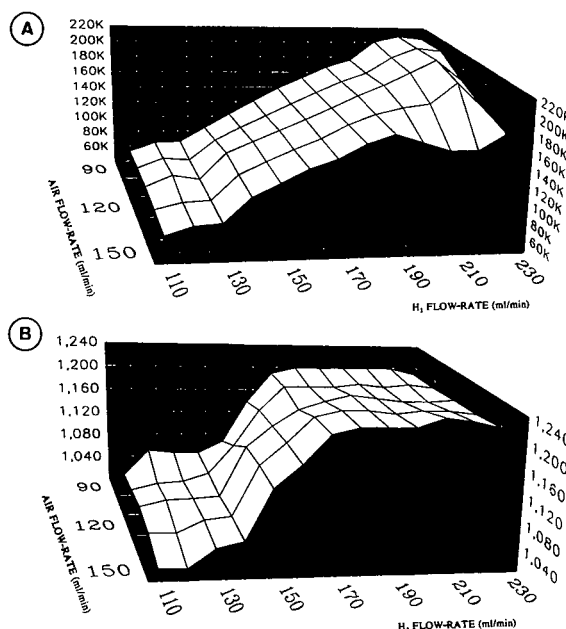 A
220K
200K
180K
160K
140K
120K
100K
80K
60K
90
120
150
AIR FLOW-RATE (ml/min)
110
130
150
170
190
210
230
H₂ FLOW-RATE (ml/min)
220K
200K
180K
160K
140K
120K
100K
80K
60K
B
1,240
1,200
1,160
1,120
1,080
1,040
90
120
150
AIR FLOW-RATE (ml/min)
110
130
150
170
190
210
230
H₂ FLOW-RATE (ml/min)
1,240
1,200
1,160
1,120
1,080
1,040